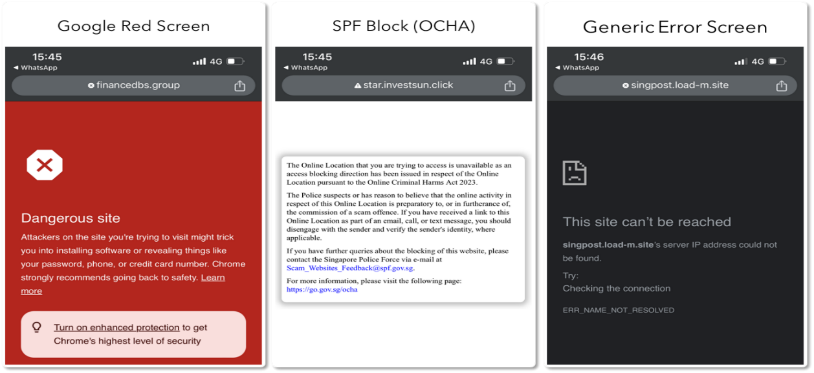 Google Red Screen
15:45
4G
WhatsApp
financedbs.group
Dangerous site
Attackers on the site you're trying to visit might trick
you into installing software or revealing things like
your password, phone, or credit card number. Chrome
strongly recommends going back to safety. Learn
more
Turn on enhanced protection to get
Chrome's highest level of security
SPF Block (OCHA)
15:45
4G
WhatsApp
star.investsun.click
The Online Location that you are trying to access is unavailable as an
access blocking direction has been issued in respect of the Online
Location pursuant to the Online Criminal Harms Act 2023.
The Police suspects or has reason to believe that the online activity in
respect of this Online Location is preparatory to, or in furtherance of,
the commission of a scam offence. If you have received a link to this
Online Location as part of an email, call, or text message, you should
disengage with the sender and verify the sender's identity, where
applicable.
If you have further queries about the blocking of this website, please
contact the Singapore Police Force via e-mail at
Scam_Websites_Feedback@spf.gov.sg.
For more information, please visit the following page:
https://go.gov.sg/ocha
Generic Error Screen
15:46
4G
WhatsApp
singpost.load-m.site
This site can't be reached
singpost.load-m.site's server IP address could not
be found.
Try:
Checking the connection
ERR_NAME_NOT_RESOLVED